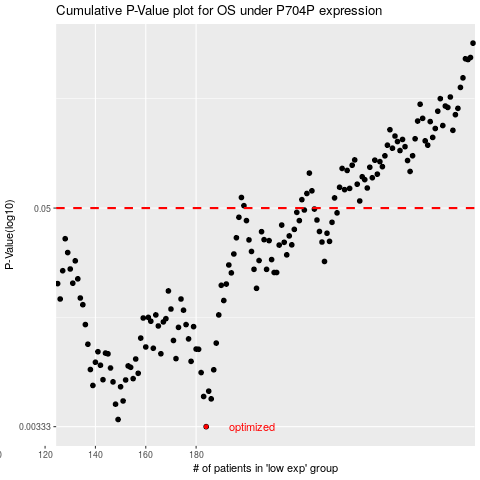 Cumulative P-Value plot for OS under P704P expression
P-Value(log10)
0.05
0.00333
optimized
0
120
140
160
180
# of patients in 'low exp' group